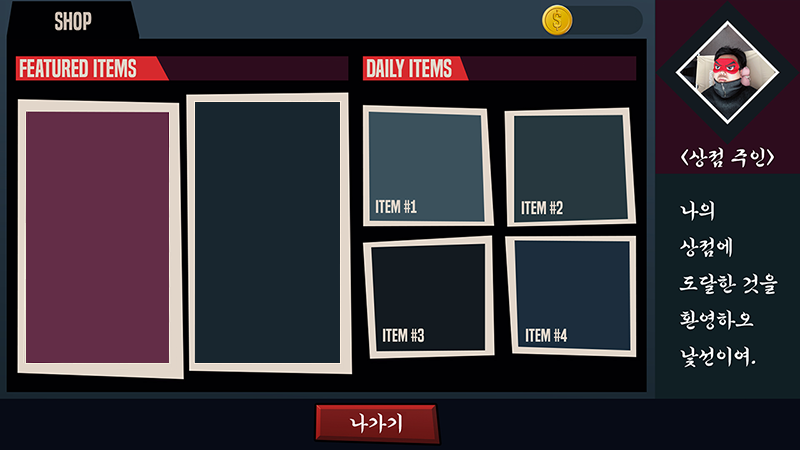 SHOP
FEATURED ITEMS
DAILY ITEMS
ITEM #1
ITEM #2
ITEM #3
ITEM #4
<상점 주인>
나의
상점에
도달한 것을
환영하오
낯선이여.
나가기